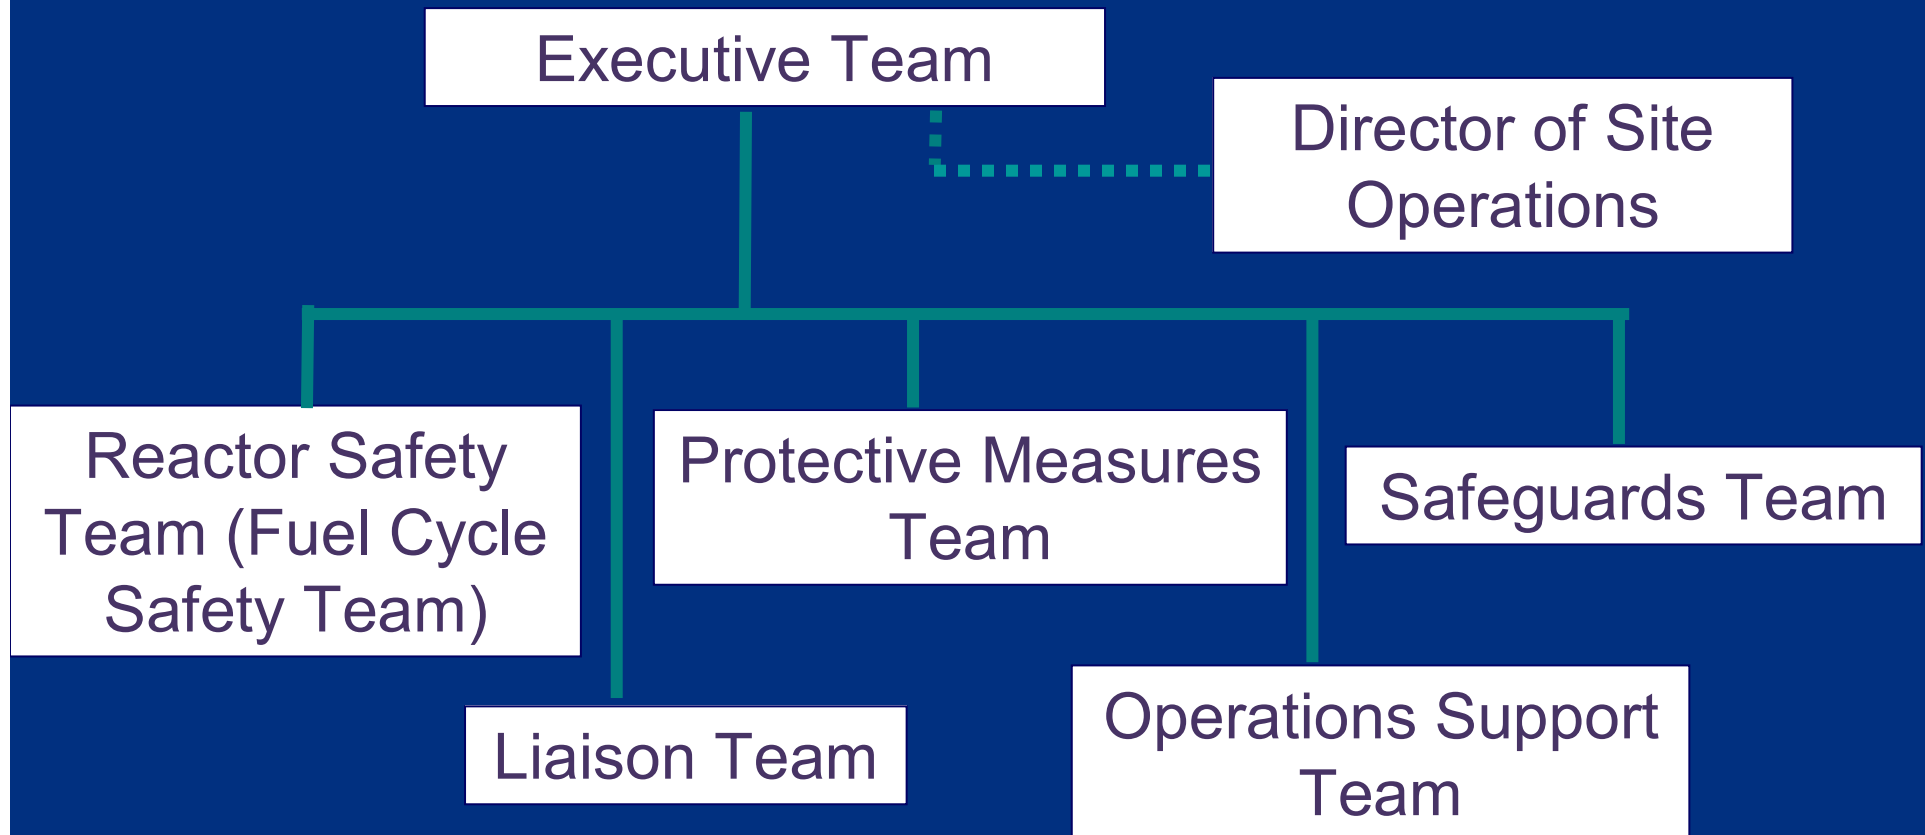 Executive Team
Director of Site
Operations
Reactor Safety
Team (Fuel Cycle
Safety Team)
Protective Measures
Team
Safeguards Team
Liaison Team
Operations Support
Team